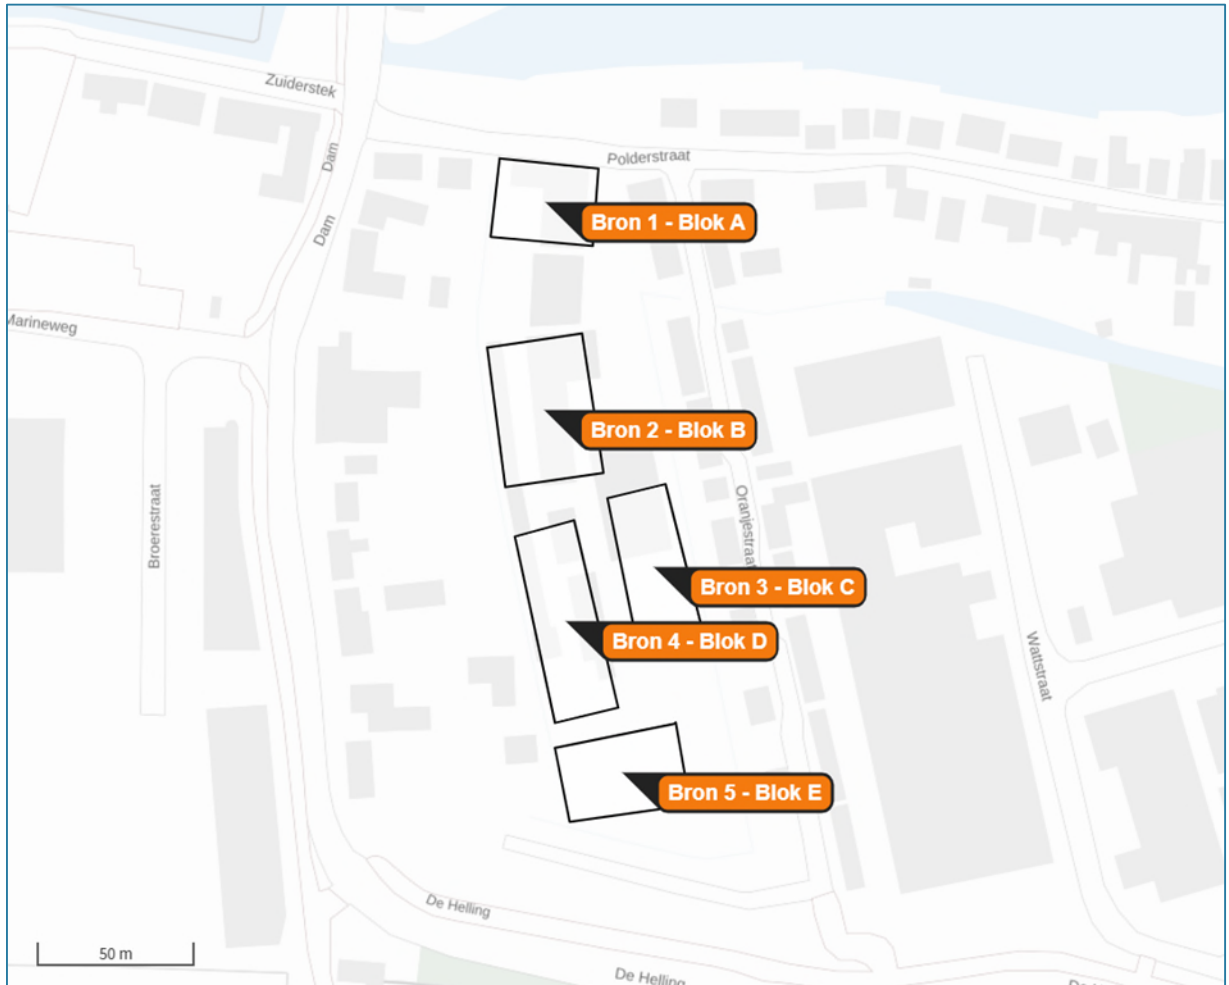 Zuiderstek
Dam
Polderstraat
Dam
Bron 1 - Blok A
Marineweg
Bron 2 - Blok B
Broerestraat
Oranjestraat
Bron 3 - Blok C
Bron 4 - Blok D
Wattstraat
Bron 5 - Blok E
De Helling
50 m
De Helling